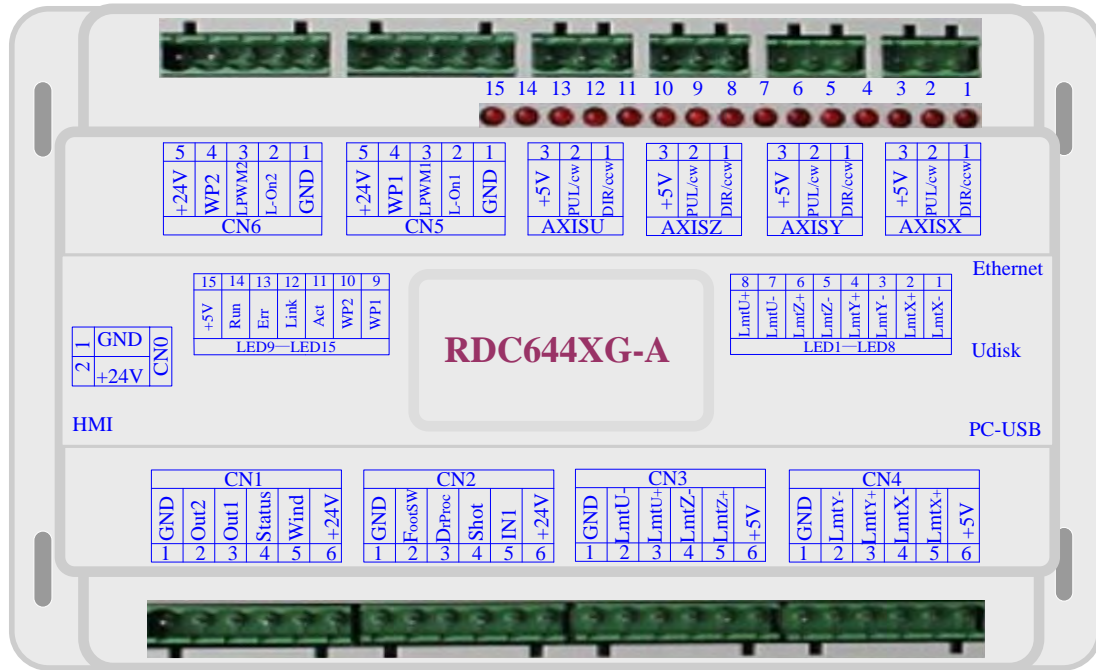 15 14 13 12 11 10 9 8 7 6 5 4 3 2 1
5 4 3 2 1
+24V WP2 LPWM2 L-On2 GND
CN6
5 4 3 2 1
+24V WP1 LPWM1 L-On1 GND
CN5
3 2 1
+5V PUL/cw DIR/ccw
AXISU
3 2 1
+5V PUL/cw DIR/ccw
AXISZ
3 2 1
+5V PUL/cw DIR/ccw
AXISY
3 2 1
+5V PUL/cw DIR/ccw
AXISX
Ethernet
15 14 13 12 11 10 9
+5V Run Err Link Act WP2 WP1
LED9—LED15
8 7 6 5 4 3 2 1
LmtU+ LmtU- LmtZ+ LmtZ- LmtY+ LmtY- LmtX+ LmtX-
LED1—LED8
1 GND
2 +24V
CN0
RDC644XG-A
Udisk
HMI
PC-USB
CN1
GND Out2 Out1 Status Wind +24V
1 2 3 4 5 6
CN2
GND FootSW DrProc Shot IN1 +24V
1 2 3 4 5 6
CN3
GND LmtU- LmtU+ LmtZ- LmtZ+ +5V
1 2 3 4 5 6
CN4
GND LmtY- LmtY+ LmtX- LmtX+ +5V
1 2 3 4 5 6